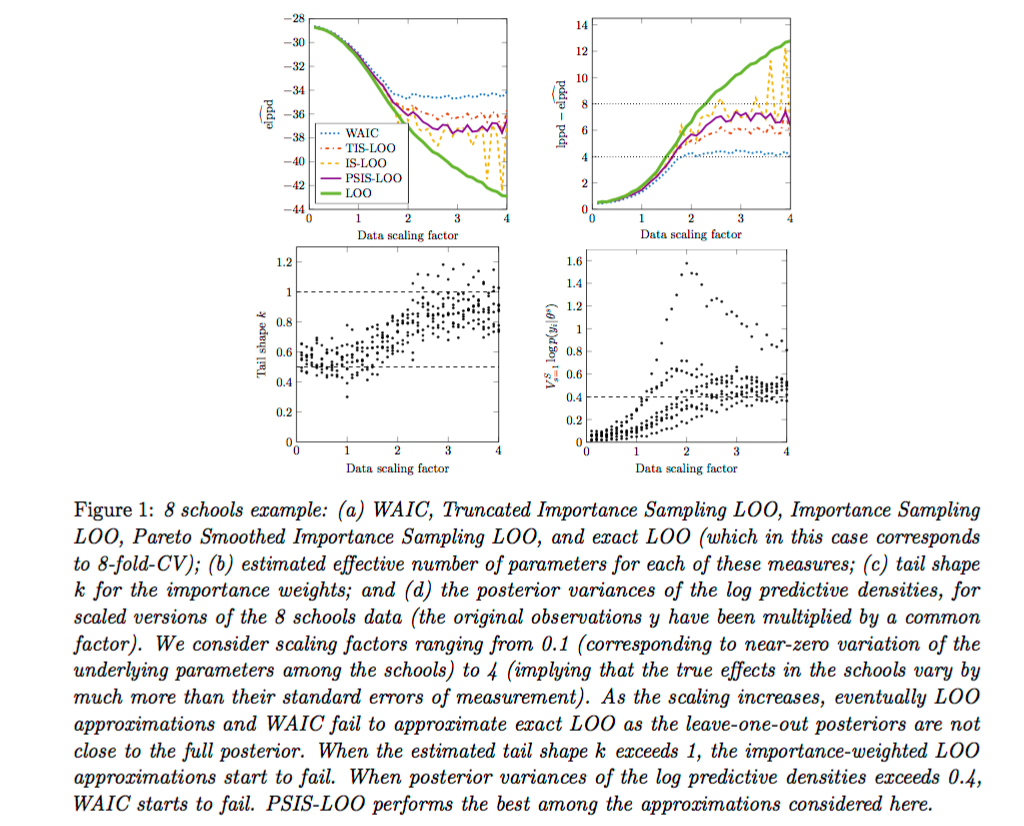 −28
−30
−32
−34
−36
−38
−40
−42
−44
0 1 2 3 4
elppd
Data scaling factor
WAIC
TIS-LOO
IS-LOO
PSIS-LOO
LOO
14
12
10
8
6
4
2
0
0 1 2 3 4
lppd − elppd
Data scaling factor
1.2
1
0.8
0.6
0.4
0.2
0
0 1 2 3 4
Tail shape k
Data scaling factor
1.6
1.4
1.2
1
0.8
0.6
0.4
0.2
0
0 1 2 3 4
V_{s=1}^{S} log p(y_i|θ^s)
Data scaling factor
Figure 1: 8 schools example: (a) WAIC, Truncated Importance Sampling LOO, Importance Sampling
LOO, Pareto Smoothed Importance Sampling LOO, and exact LOO (which in this case corresponds
to 8-fold-CV); (b) estimated effective number of parameters for each of these measures; (c) tail shape
k for the importance weights; and (d) the posterior variances of the log predictive densities, for
scaled versions of the 8 schools data (the original observations y have been multiplied by a common
factor). We consider scaling factors ranging from 0.1 (corresponding to near-zero variation of the
underlying parameters among the schools) to 4 (implying that the true effects in the schools vary by
much more than their standard errors of measurement). As the scaling increases, eventually LOO
approximations and WAIC fail to approximate exact LOO as the leave-one-out posteriors are not
close to the full posterior. When the estimated tail shape k exceeds 1, the importance-weighted LOO
approximations start to fail. When posterior variances of the log predictive densities exceeds 0.4,
WAIC starts to fail. PSIS-LOO performs the best among the approximations considered here.